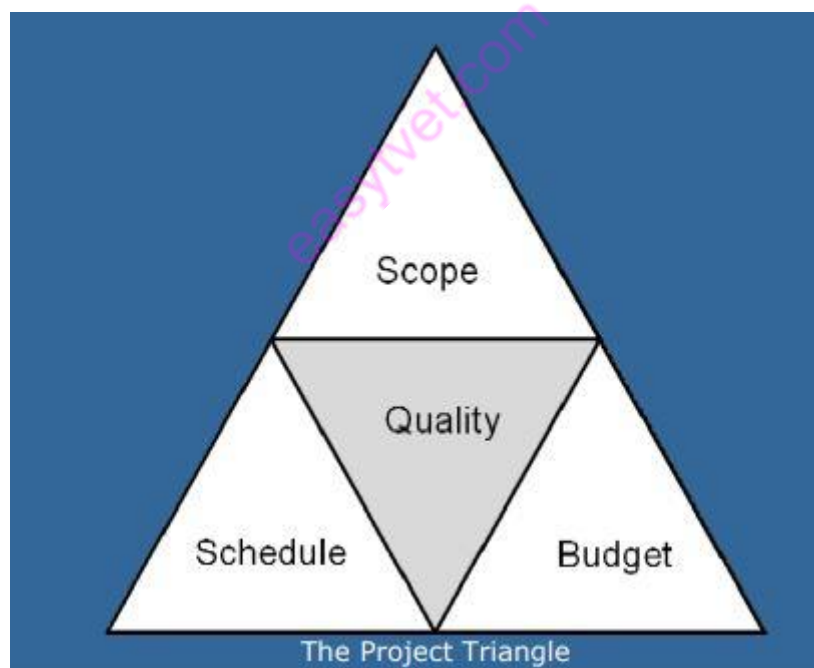 easytvet.com
Scope
Quality
Schedule Budget
The Project Triangle